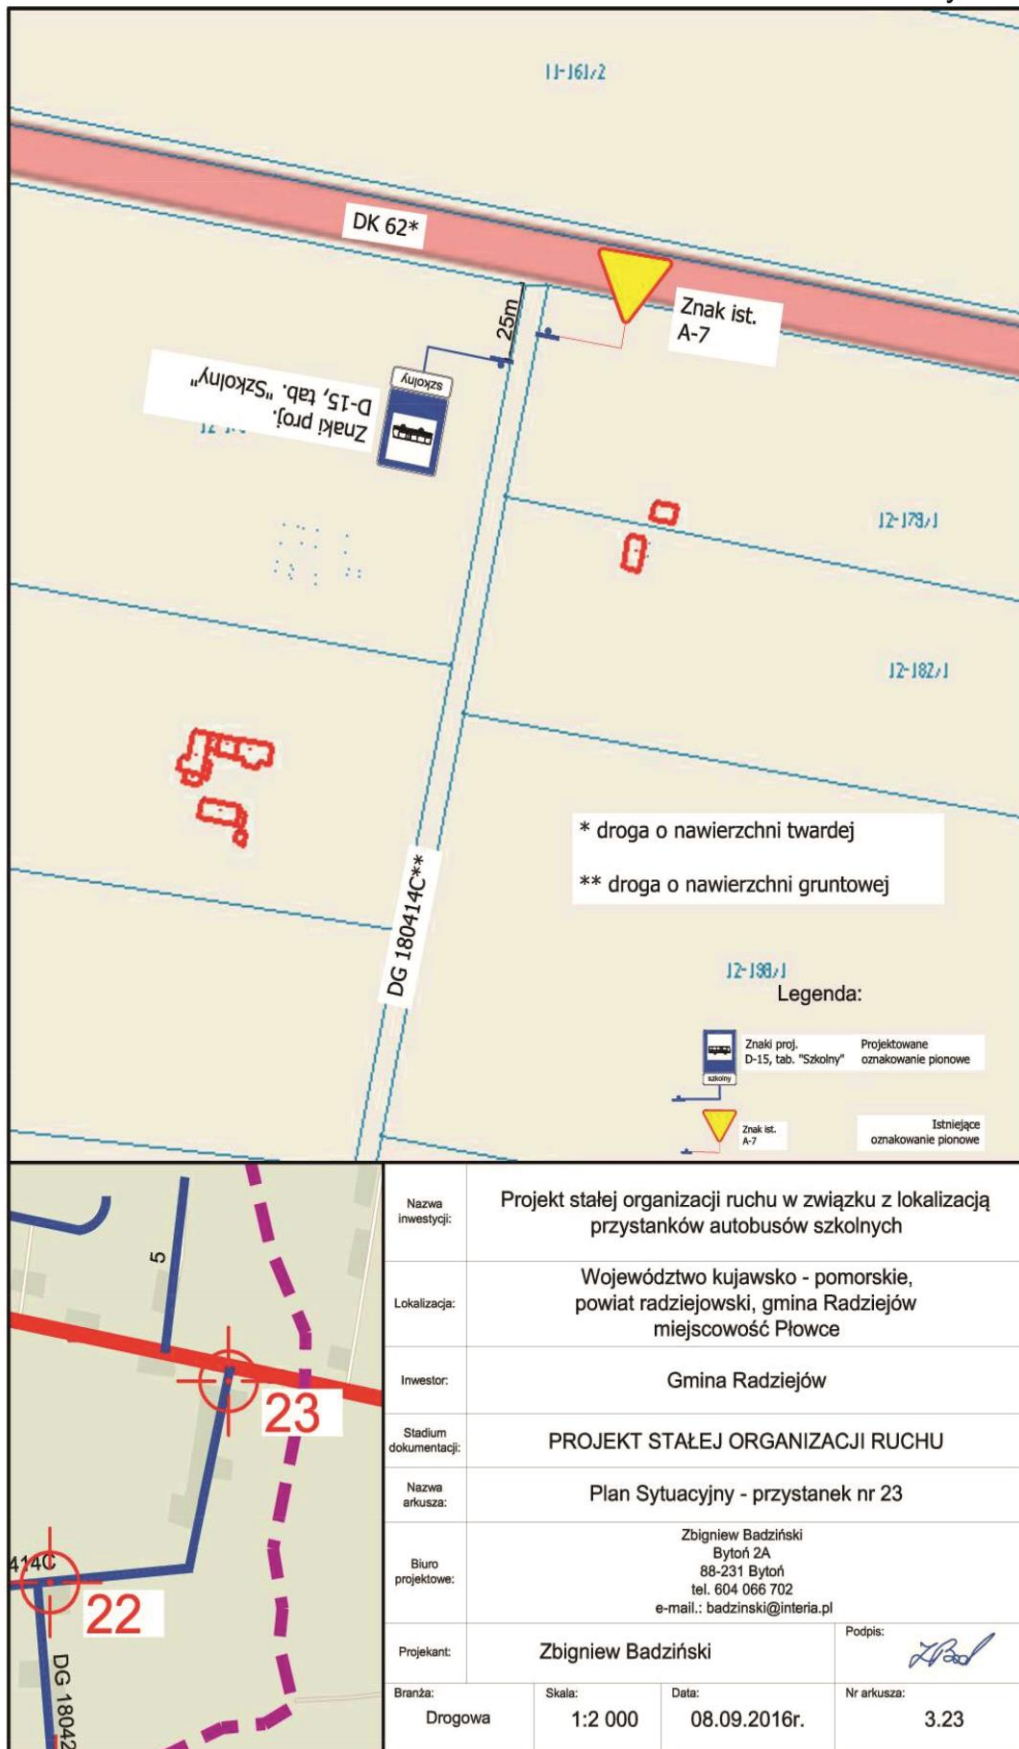 11-161/2
DK 62*
Znak ist.
A-7
25m
szkolny
Znaki proj.
D-15, tab. "Szkolny"
12-179/1
12-182/1
* droga o nawierzchni twardej
** droga o nawierzchni gruntowej
DG 180414C**
12-198/1
Legenda:
Znaki proj.
D-15, tab. "Szkolny"
Projektowane
oznakowanie pionowe
szkolny
Znak ist.
A-7
Istniejące
oznakowanie pionowe
5
23
414C
22
DG 18042
Nazwa
inwestycji:
Projekt stałej organizacji ruchu w związku z lokalizacją
przystanków autobusów szkolnych
Lokalizacja:
Województwo kujawsko - pomorskie,
powiat radziejowski, gmina Radziejów
miejscowość Płowce
Inwestor:
Gmina Radziejów
Stadium
dokumentacji:
PROJEKT STAŁEJ ORGANIZACJI RUCHU
Nazwa
arkusza:
Plan Sytuacyjny - przystanek nr 23
Biuro
projektowe:
Zbigniew Badziński
Bytoń 2A
88-231 Bytoń
tel. 604 066 702
e-mail.: badzinski@interia.pl
Projekant:
Zbigniew Badziński
Podpis:
Branża:
Drogowa
Skala:
1:2 000
Data:
08.09.2016r.
Nr arkusza:
3.23